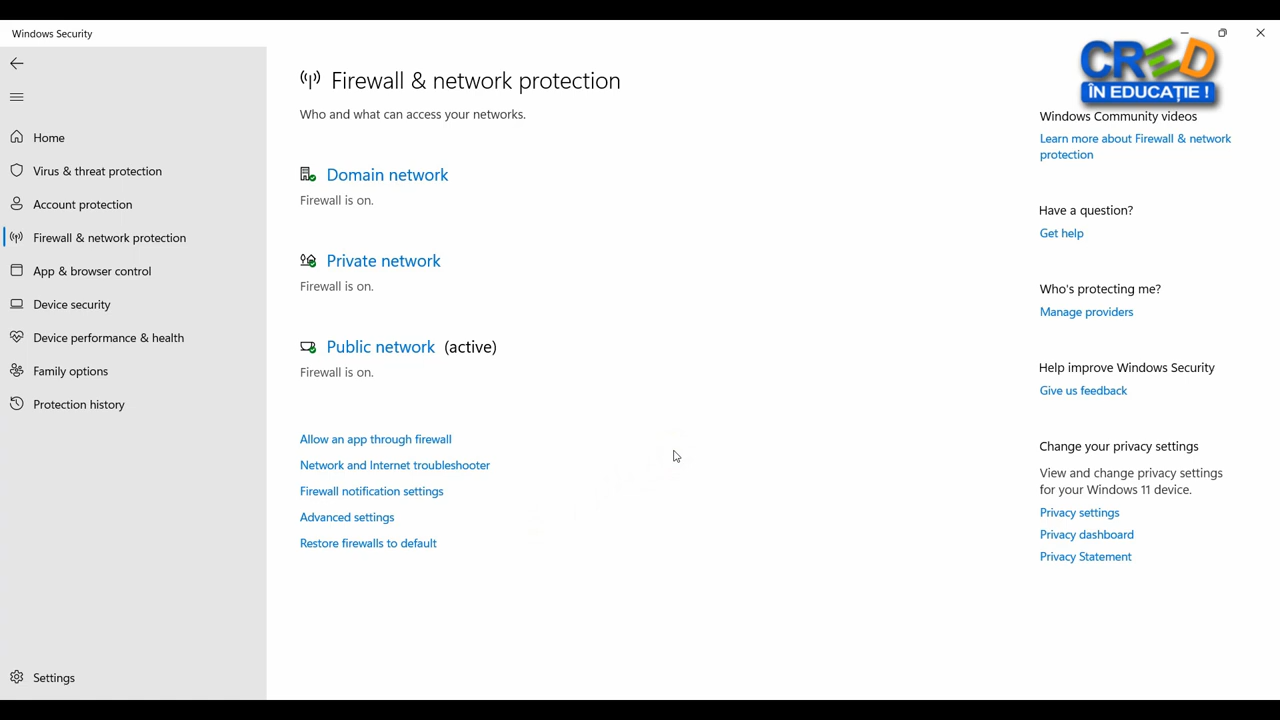 Windows Security
Home
Virus & threat protection
Account protection
Firewall & network protection
App & browser control
Device security
Device performance & health
Family options
Protection history
Settings
Firewall & network protection
Who and what can access your networks.
Domain network
Firewall is on.
Private network
Firewall is on.
Public network (active)
Firewall is on.
Allow an app through firewall
Network and Internet troubleshooter
Firewall notification settings
Advanced settings
Restore firewalls to default
CRED
ÎN EDUCAȚIE !
Windows Community videos
Learn more about Firewall & network
protection
Have a question?
Get help
Who's protecting me?
Manage providers
Help improve Windows Security
Give us feedback
Change your privacy settings
View and change privacy settings
for your Windows 11 device.
Privacy settings
Privacy dashboard
Privacy Statement